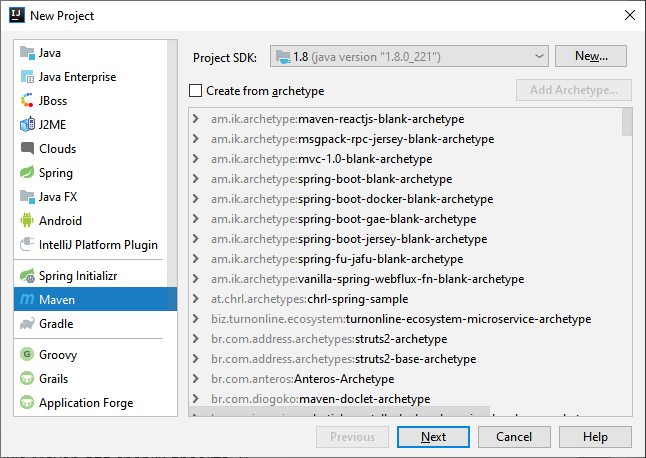 New Project
Java
Java Enterprise
JBoss
J2ME
Clouds
Spring
Java FX
Android
IntelliJ Platform Plugin
Spring Initializr
Maven
Gradle
Groovy
Grails
Application Forge
Project SDK: 1.8 (java version "1.8.0_221") New...
Create from archetype Add Archetype...
am.ik.archetype:maven-reactjs-blank-archetype
am.ik.archetype:msgpack-rpc-jersey-blank-archetype
am.ik.archetype:mvc-1.0-blank-archetype
am.ik.archetype:spring-boot-blank-archetype
am.ik.archetype:spring-boot-docker-blank-archetype
am.ik.archetype:spring-boot-gae-blank-archetype
am.ik.archetype:spring-boot-jersey-blank-archetype
am.ik.archetype:spring-fu-jafu-blank-archetype
am.ik.archetype:vanilla-spring-webflux-fn-blank-archetype
at.chrl.archetypes:chrl-spring-sample
biz.turnonline.ecosystem:turnonline-ecosystem-microservice-archetype
br.com.address.archetypes:struts2-archetype
br.com.address.archetypes:struts2-base-archetype
br.com.anteros:Anteros-Archetype
br.com.diogoko:maven-doclet-archetype
Previous Next Cancel Help